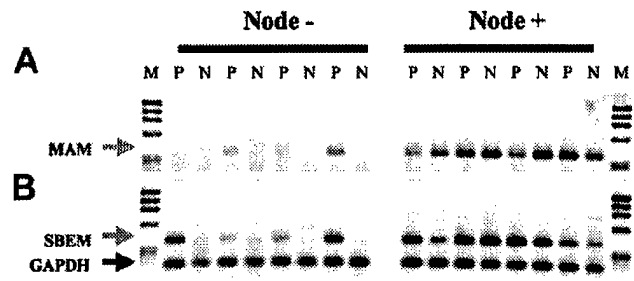 Node - Node +
A
M P N P N P N P N P N P N P N P N M
MAM
B
SBEM
GAPDH